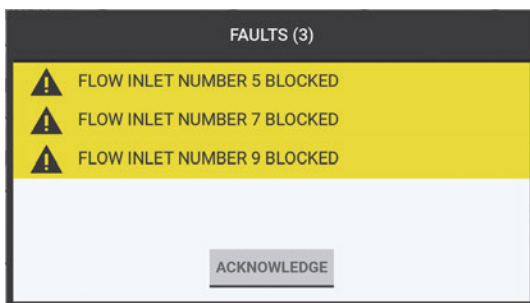 FAULTS (3)
FLOW INLET NUMBER 5 BLOCKED
FLOW INLET NUMBER 7 BLOCKED
FLOW INLET NUMBER 9 BLOCKED
ACKNOWLEDGE